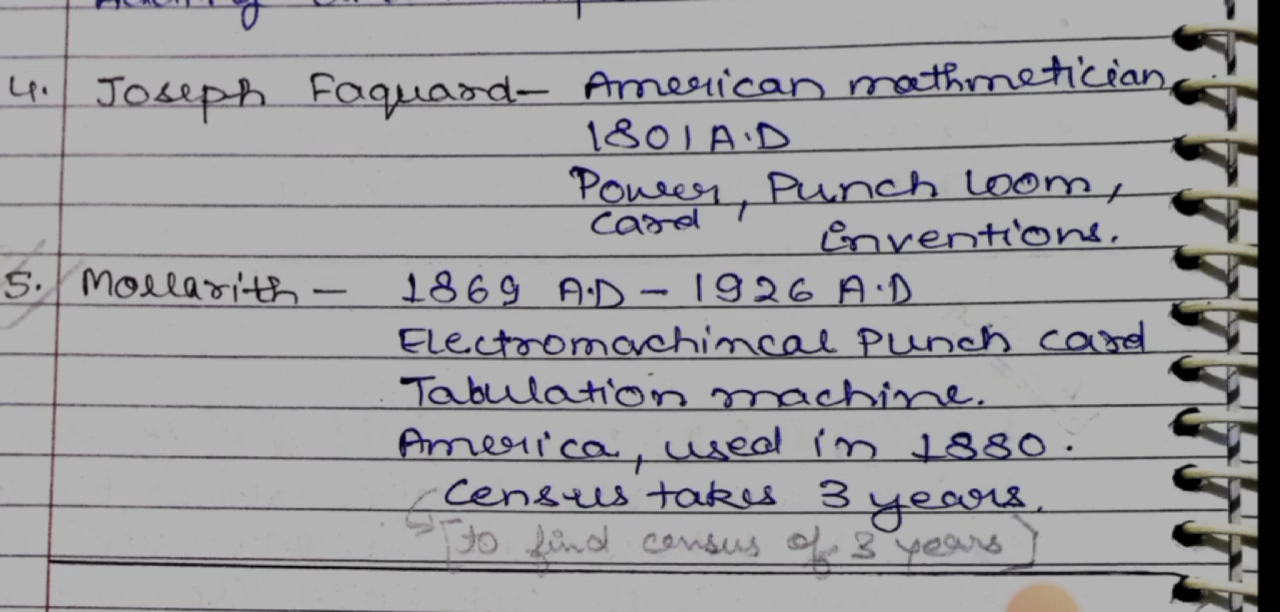 4. Joseph Faquard- American mathmetician
1801 A.D
Power, Punch loom,
card, inventions.
5. Mollarith - 1869 A.D - 1926 A.D
Electromachincal Punch card
Tabulation machine.
America, used in 1880.
Census takes 3 years.
[to find census of 3 years]